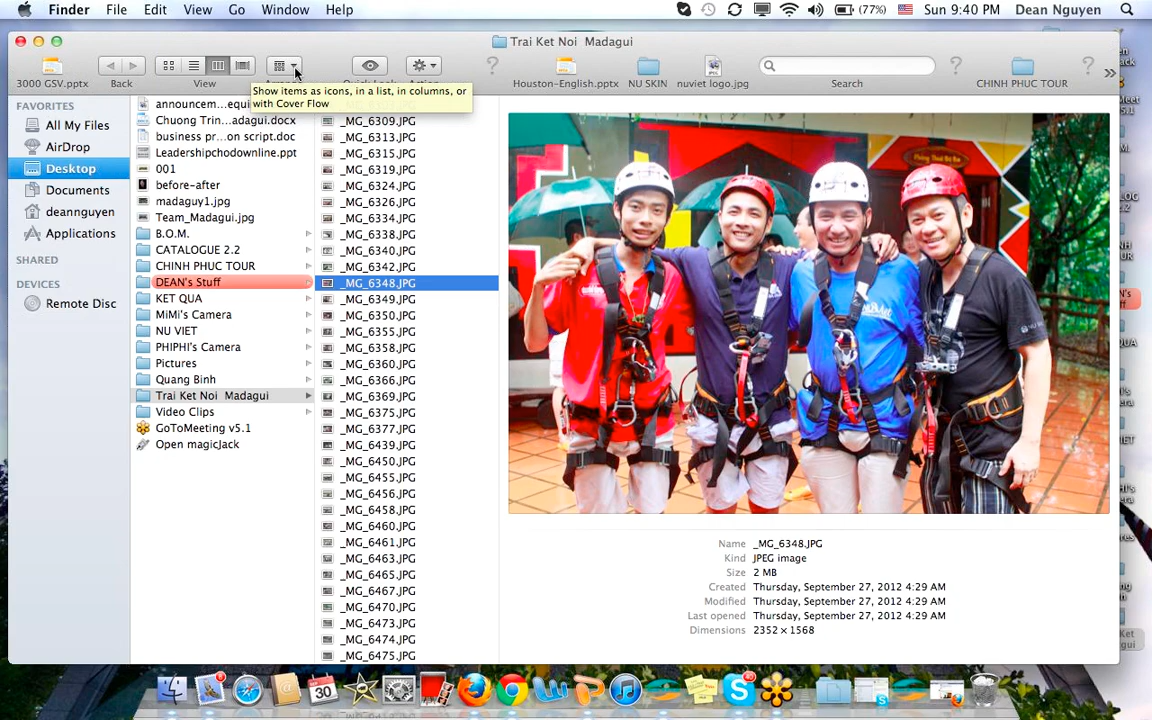 Finder File Edit View Go Window Help (77%) Sun 9:40 PM Dean Nguyen
Trai Ket Noi Madagui
3000 GSV.pptx Back View Quick Look Action Houston-English.pptx NU SKIN nuviet logo.jpg Search CHINH PHUC TOUR
Show items as icons, in a list, in columns, or
with Cover Flow
FAVORITES
All My Files
AirDrop
Desktop
Documents
deannguyen
Applications
SHARED
DEVICES
Remote Disc
announcem...equi
Chuong Trin...adagui.docx
business pr...on script.doc
Leadershipchodownline.ppt
001
before-after
madaguy1.jpg
Team_Madagui.jpg
B.O.M.
CATALOGUE 2.2
CHINH PHUC TOUR
DEAN's Stuff
KET QUA
MiMi's Camera
NU VIET
PHIPHI's Camera
Pictures
Quang Binh
Trai Ket Noi Madagui
Video Clips
GoToMeeting v5.1
Open magicJack
_MG_6309.JPG
_MG_6313.JPG
_MG_6315.JPG
_MG_6319.JPG
_MG_6324.JPG
_MG_6326.JPG
_MG_6334.JPG
_MG_6338.JPG
_MG_6340.JPG
_MG_6342.JPG
_MG_6348.JPG
_MG_6349.JPG
_MG_6350.JPG
_MG_6355.JPG
_MG_6358.JPG
_MG_6360.JPG
_MG_6366.JPG
_MG_6369.JPG
_MG_6375.JPG
_MG_6377.JPG
_MG_6439.JPG
_MG_6450.JPG
_MG_6455.JPG
_MG_6456.JPG
_MG_6458.JPG
_MG_6460.JPG
_MG_6461.JPG
_MG_6463.JPG
_MG_6465.JPG
_MG_6467.JPG
_MG_6470.JPG
_MG_6473.JPG
_MG_6474.JPG
_MG_6475.JPG
Name _MG_6348.JPG
Kind JPEG image
Size 2 MB
Created Thursday, September 27, 2012 4:29 AM
Modified Thursday, September 27, 2012 4:29 AM
Last opened Thursday, September 27, 2012 4:29 AM
Dimensions 2352 × 1568
30